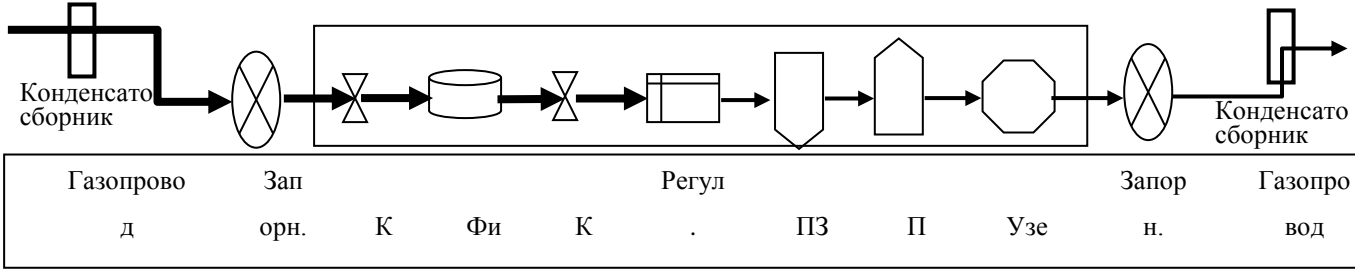 Конденсато
сборник
Конденсато
сборник
Газопрово Зап Регул Запор Газопро
д орн. К Фи К . ПЗ П Узе н. вод